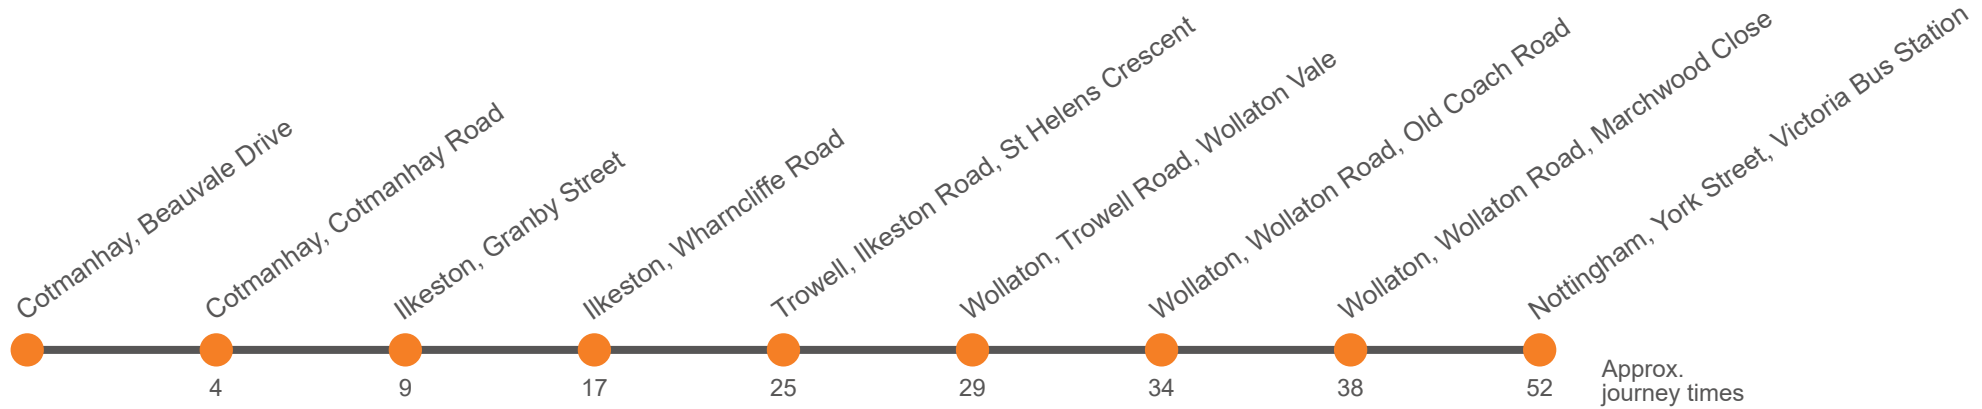 Cotmanhay, Beauvale Drive
Cotmanhay, Cotmanhay Road
Ilkeston, Granby Street
Ilkeston, Wharncliffe Road
Trowell, Ilkeston Road, St Helens Crescent
Wollaton, Trowell Road, Wollaton Vale
Wollaton, Wollaton Road, Old Coach Road
Wollaton, Wollaton Road, Marchwood Close
Nottingham, York Street, Victoria Bus Station
4 9 17 25 29 34 38 52
Approx.
journey times